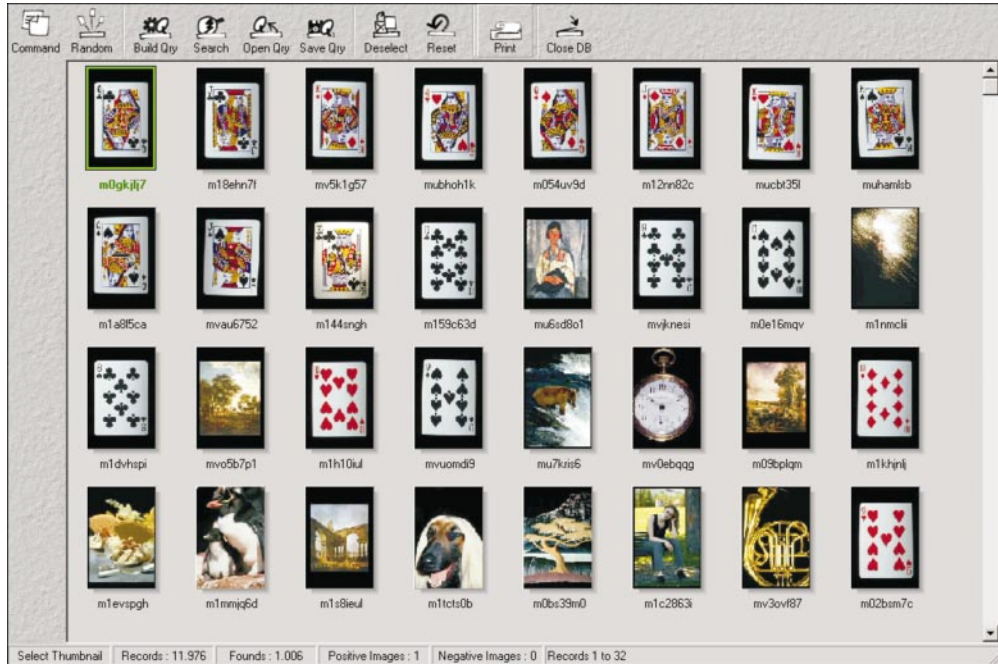 Command Random Build Qry Search Open Qry Save Qry Deselect Reset Print Close DB
m0gkjlj7 m18ehn7f mv5k1g57 mubhoh1k m054uv9d m12nn82c mucbt35l muhamlsb
m1a8l5ca mvau6752 m144sngh m159c63d mu6sd8o1 mvjknesi m0e16mqv m1nmclii
m1dvhspi mvo5b7p1 m1h10iul mvuomdi9 mu7kris6 mv0ebqqg m09bplqm m1khjnlj
m1evspgh m1mmjq6d m1s8ieul m1tcts0b m0bs39m0 m1c2863i mv3ovf87 m02bsm7c
Select Thumbnail Records : 11.976 Founds : 1.006 Positive Images : 1 Negative Images : 0 Records 1 to 32